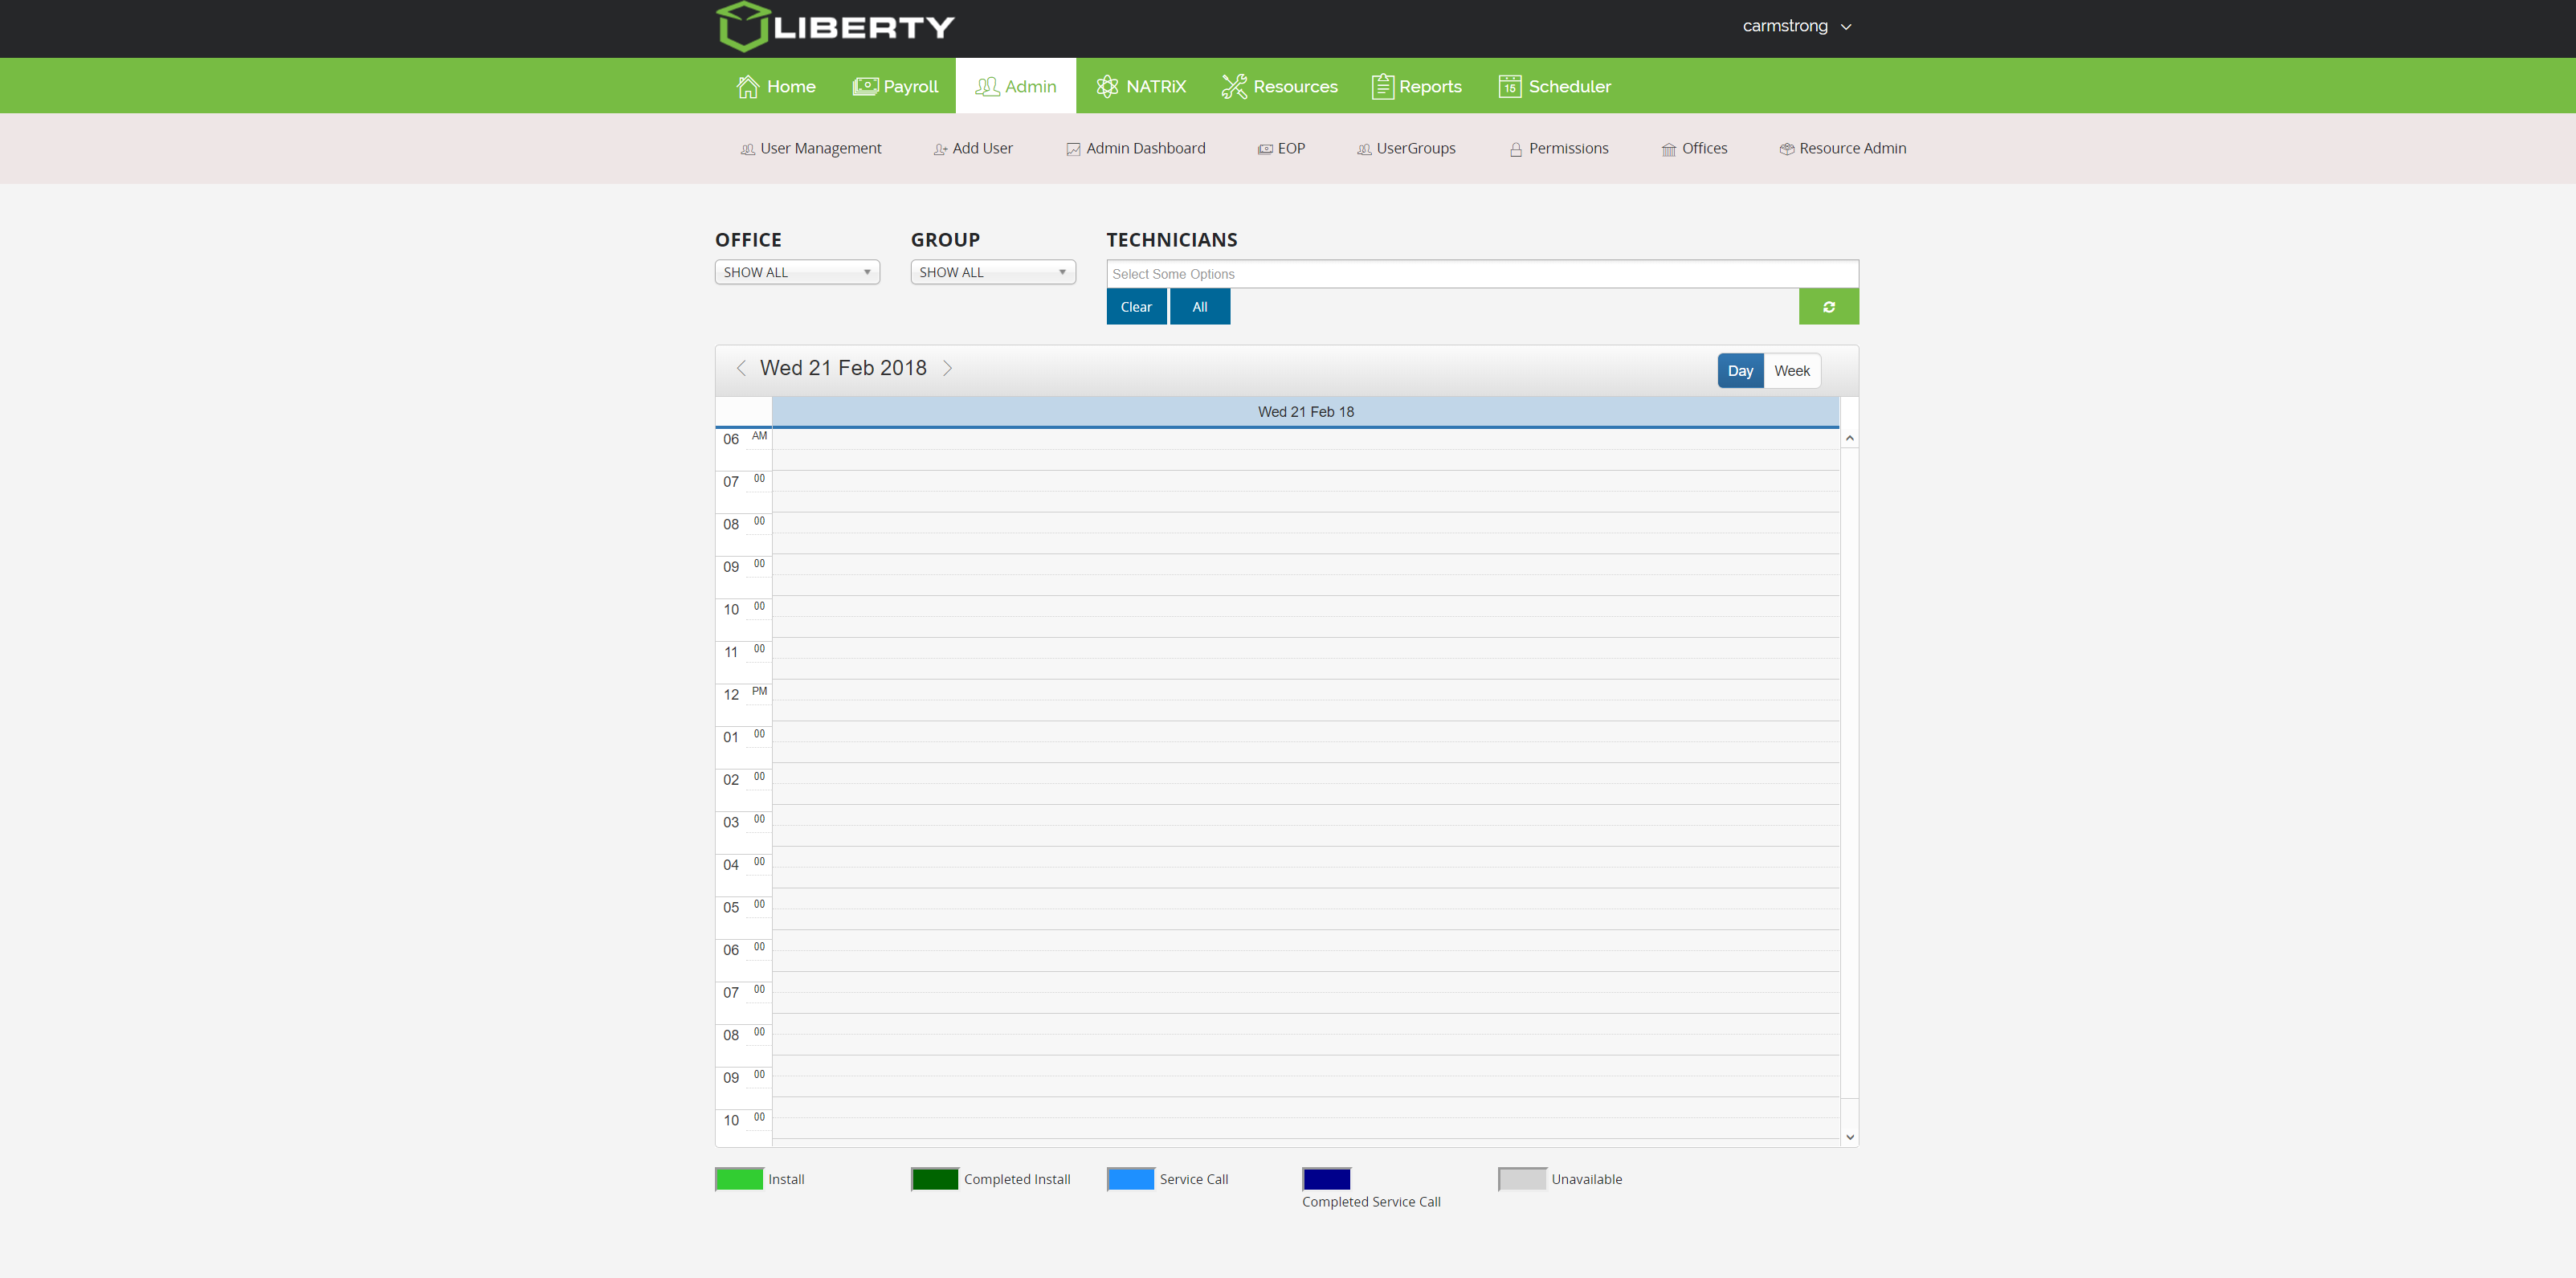 LIBERTY
carmstrong
Home Payroll Admin NATRiX Resources Reports 15 Scheduler
User Management Add User Admin Dashboard EOP UserGroups Permissions Offices Resource Admin
OFFICE GROUP TECHNICIANS
SHOW ALL SHOW ALL Select Some Options
Clear All
Wed 21 Feb 2018 Day Week
Wed 21 Feb 18
06 AM
07 00
08 00
09 00
10 00
11 00
12 PM
01 00
02 00
03 00
04 00
05 00
06 00
07 00
08 00
09 00
10 00
Install Completed Install Service Call Unavailable
Completed Service Call